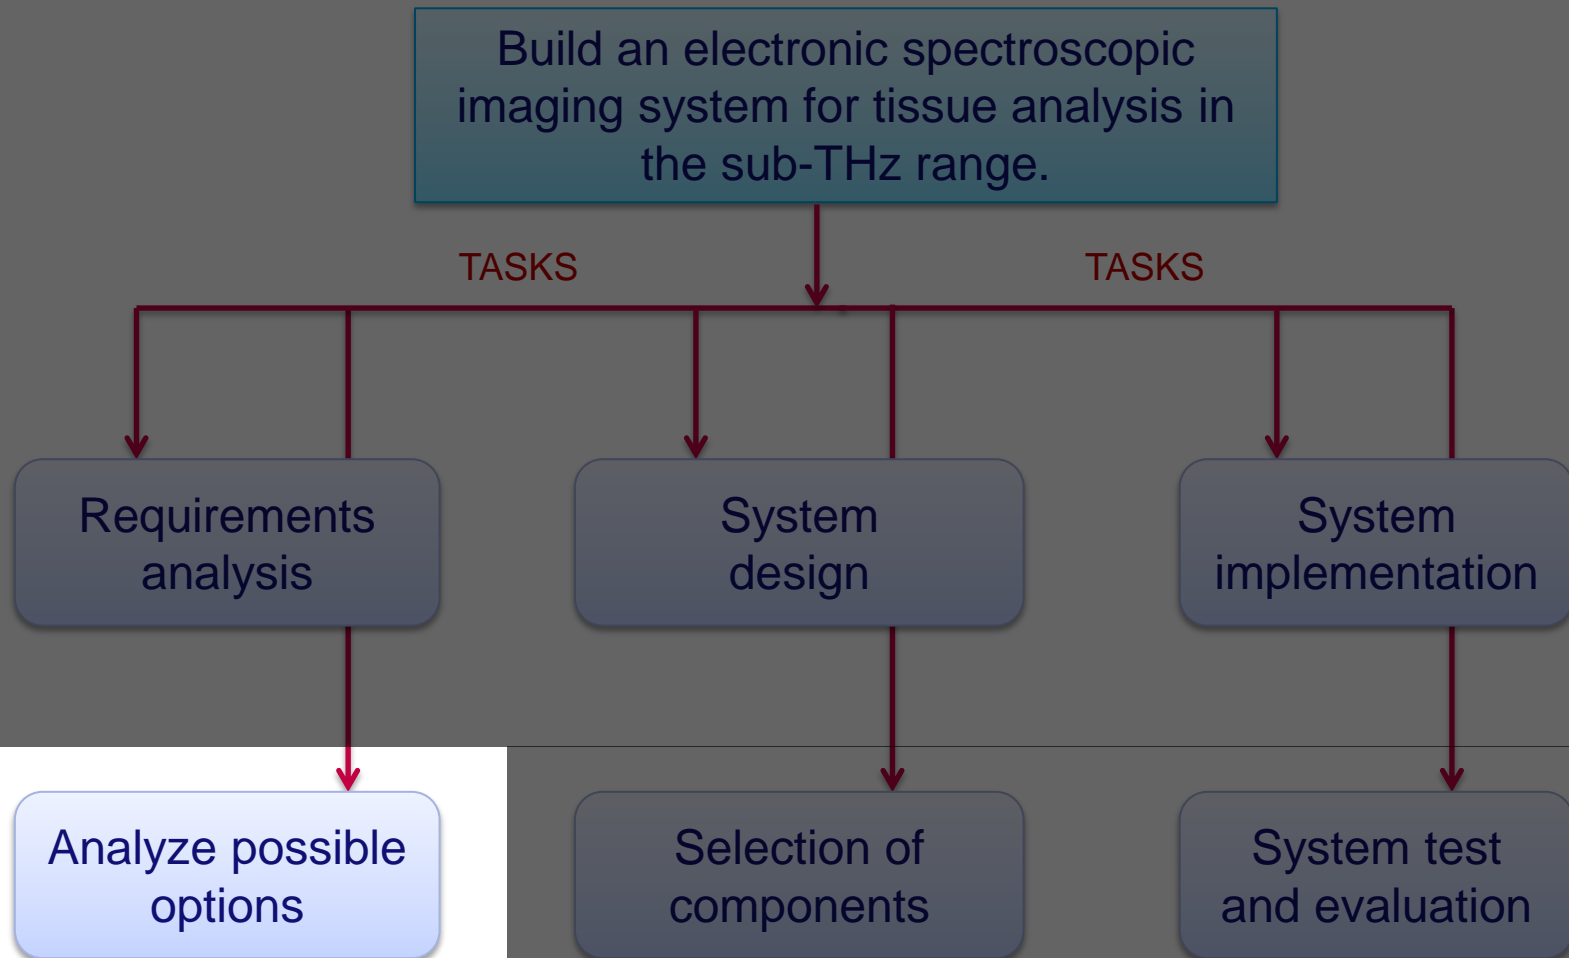 Build an electronic spectroscopic
imaging system for tissue analysis in
the sub-THz range.
TASKS
TASKS
Requirements
analysis
System
design
System
implementation
Analyze possible
options
Selection of
components
System test
and evaluation